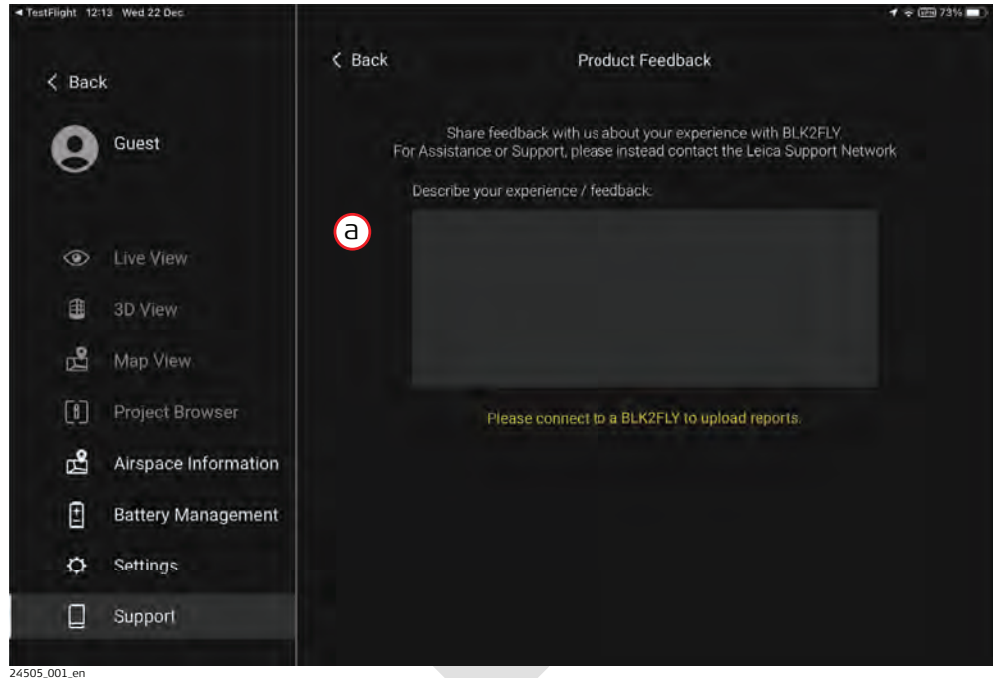 TestFlight 12:13 Wed 22 Dec
VPN 73%
Back
Guest
Live View
3D View
Map View
Project Browser
Airspace Information
Battery Management
Settings
Support
Back
Product Feedback
Share feedback with us about your experience with BLK2FLY.
For Assistance or Support, please instead contact the Leica Support Network
Describe your experience / feedback:
a
Please connect to a BLK2FLY to upload reports.
24505_001_en